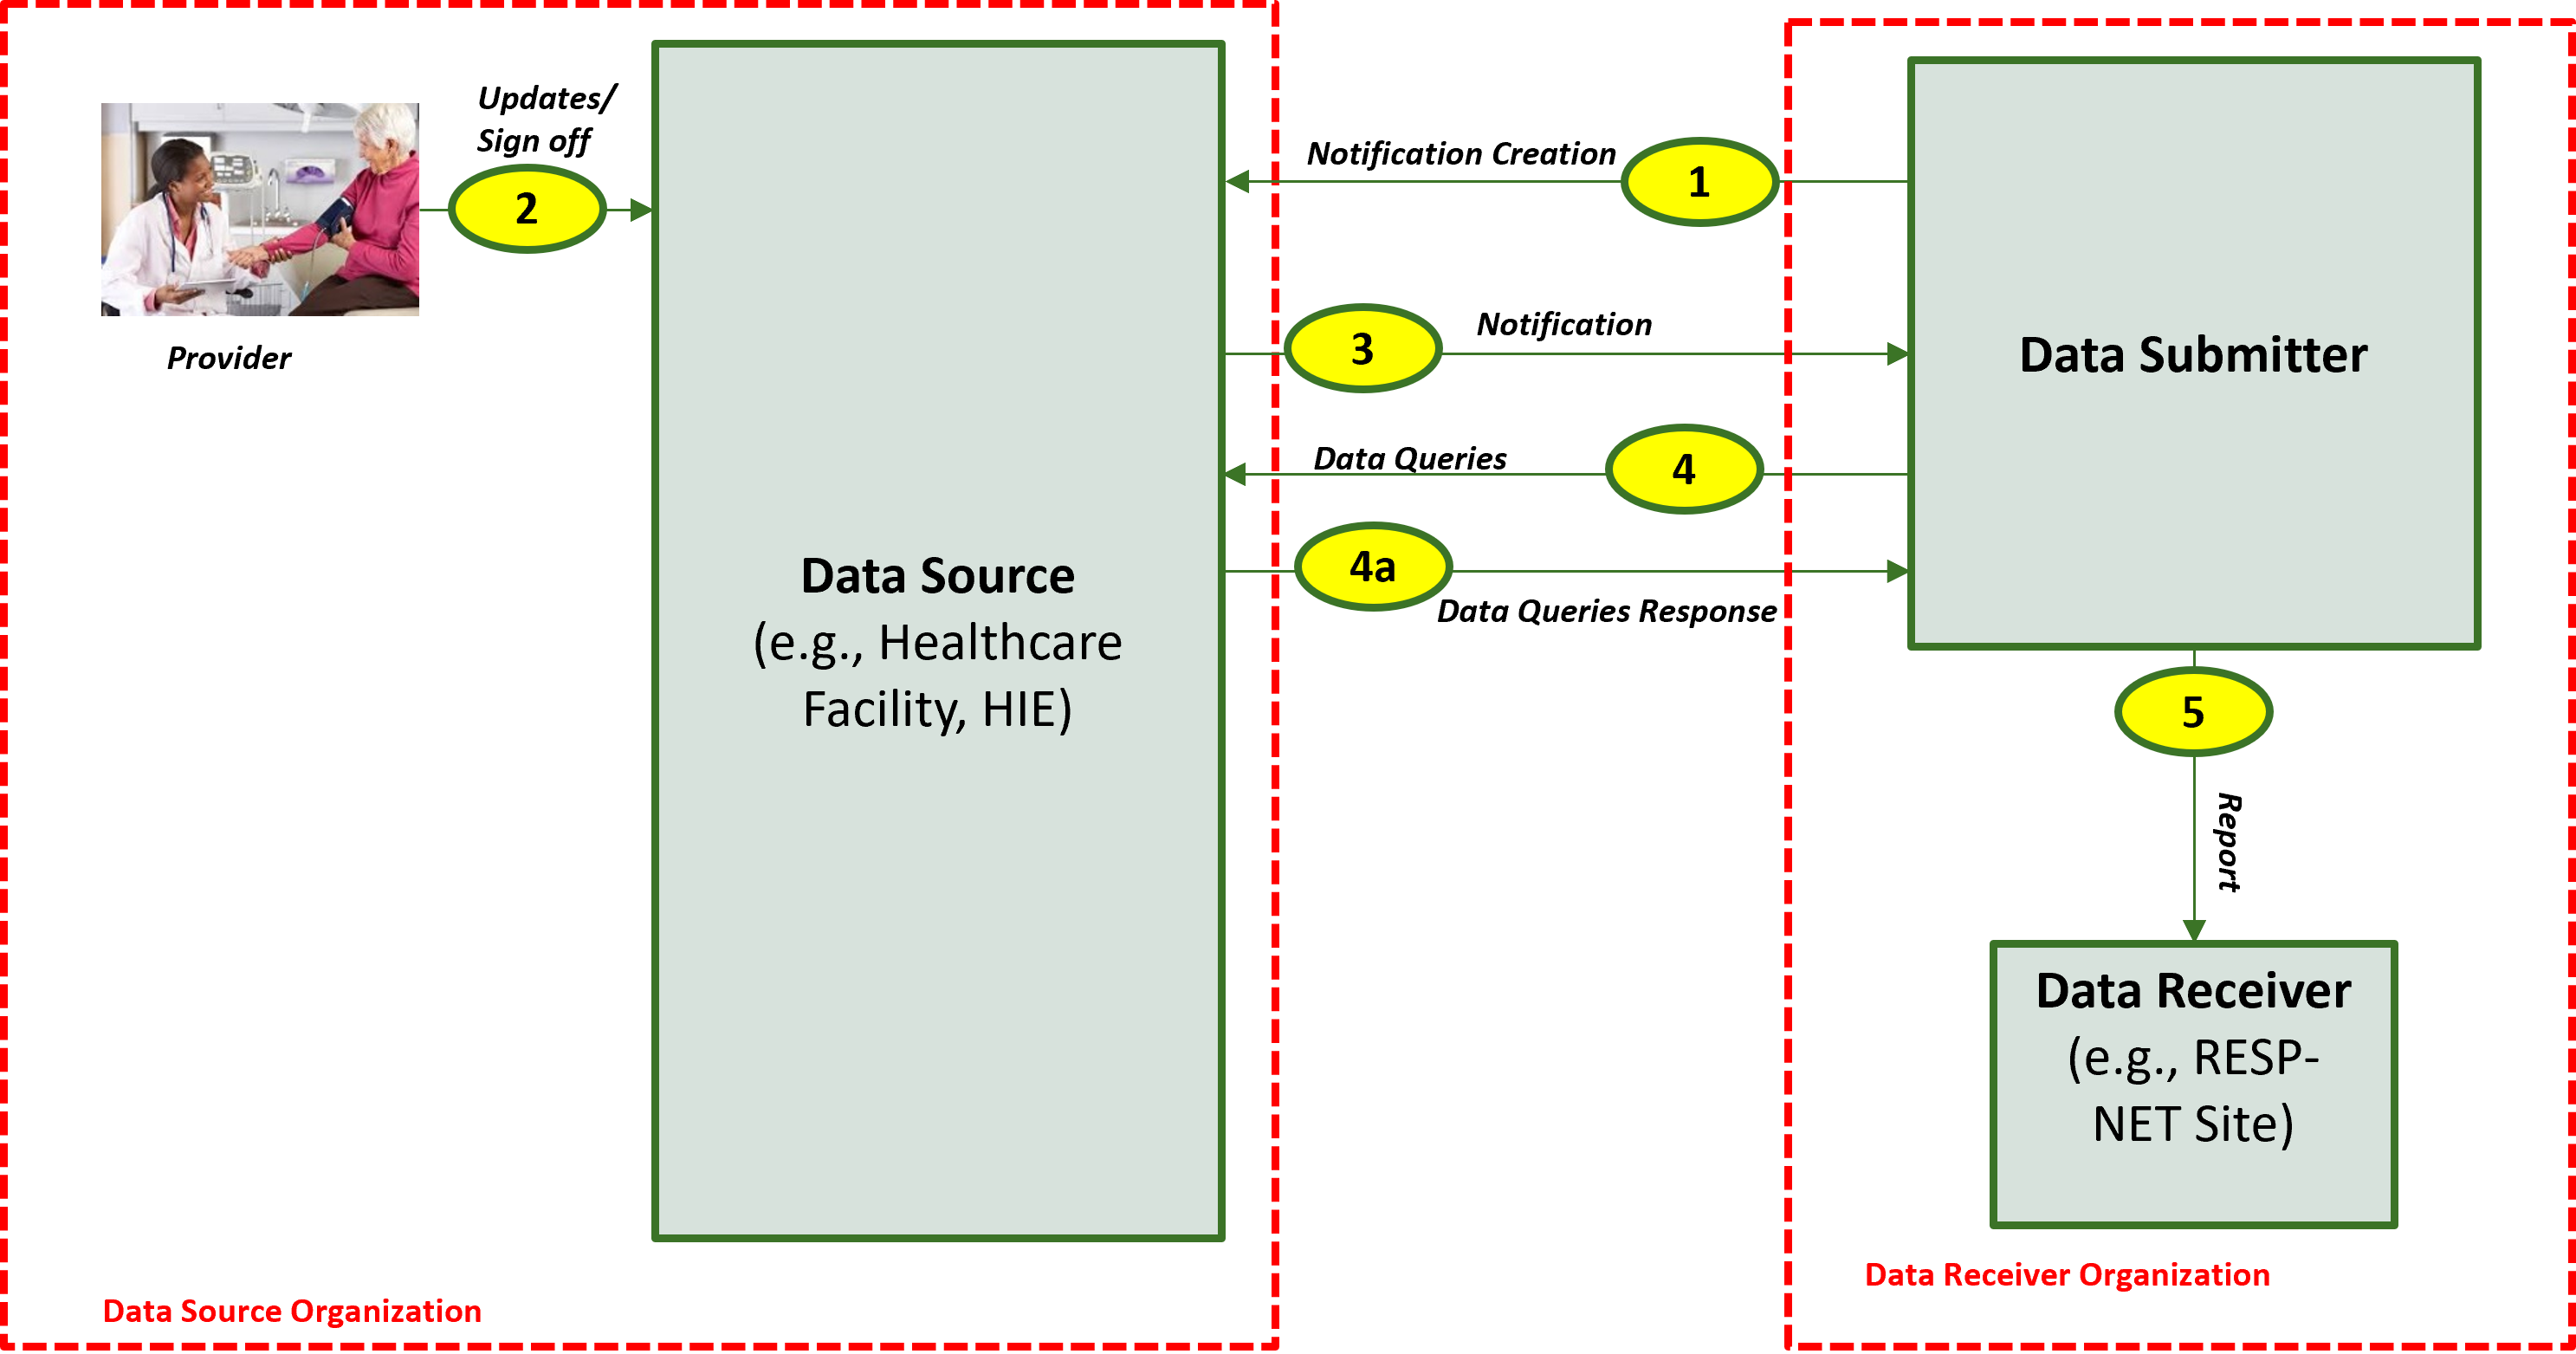 Updates/
Sign off
2
Provider
Data Source
(e.g., Healthcare
Facility, HIE)
Data Source Organization
Notification Creation
1
3
Notification
Data Queries
4
4a
Data Queries Response
Data Submitter
5
Report
Data Receiver
(e.g., RESP-
NET Site)
Data Receiver Organization